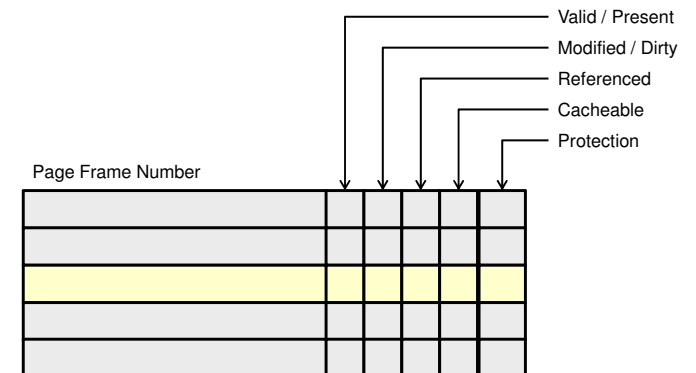 Valid / Present
Modified / Dirty
Referenced
Cacheable
Protection
Page Frame Number